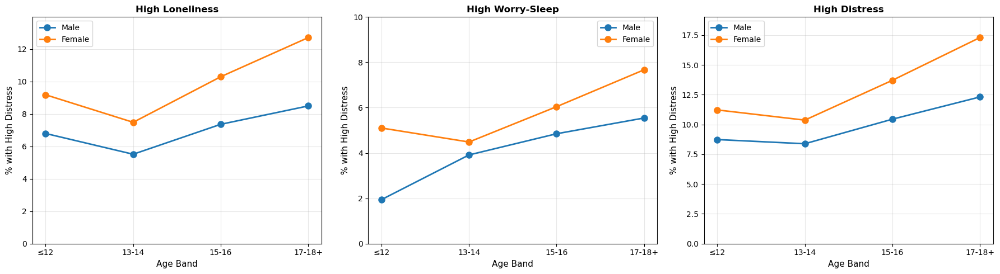 High Loneliness
Male
Female
% with High Distress
12
10
8
6
4
2
0
≤12
13-14
15-16
17-18+
Age Band
High Worry-Sleep
Male
Female
% with High Distress
10
8
6
4
2
0
≤12
13-14
15-16
17-18+
Age Band
High Distress
Male
Female
% with High Distress
17.5
15.0
12.5
10.0
7.5
5.0
2.5
0.0
≤12
13-14
15-16
17-18+
Age Band